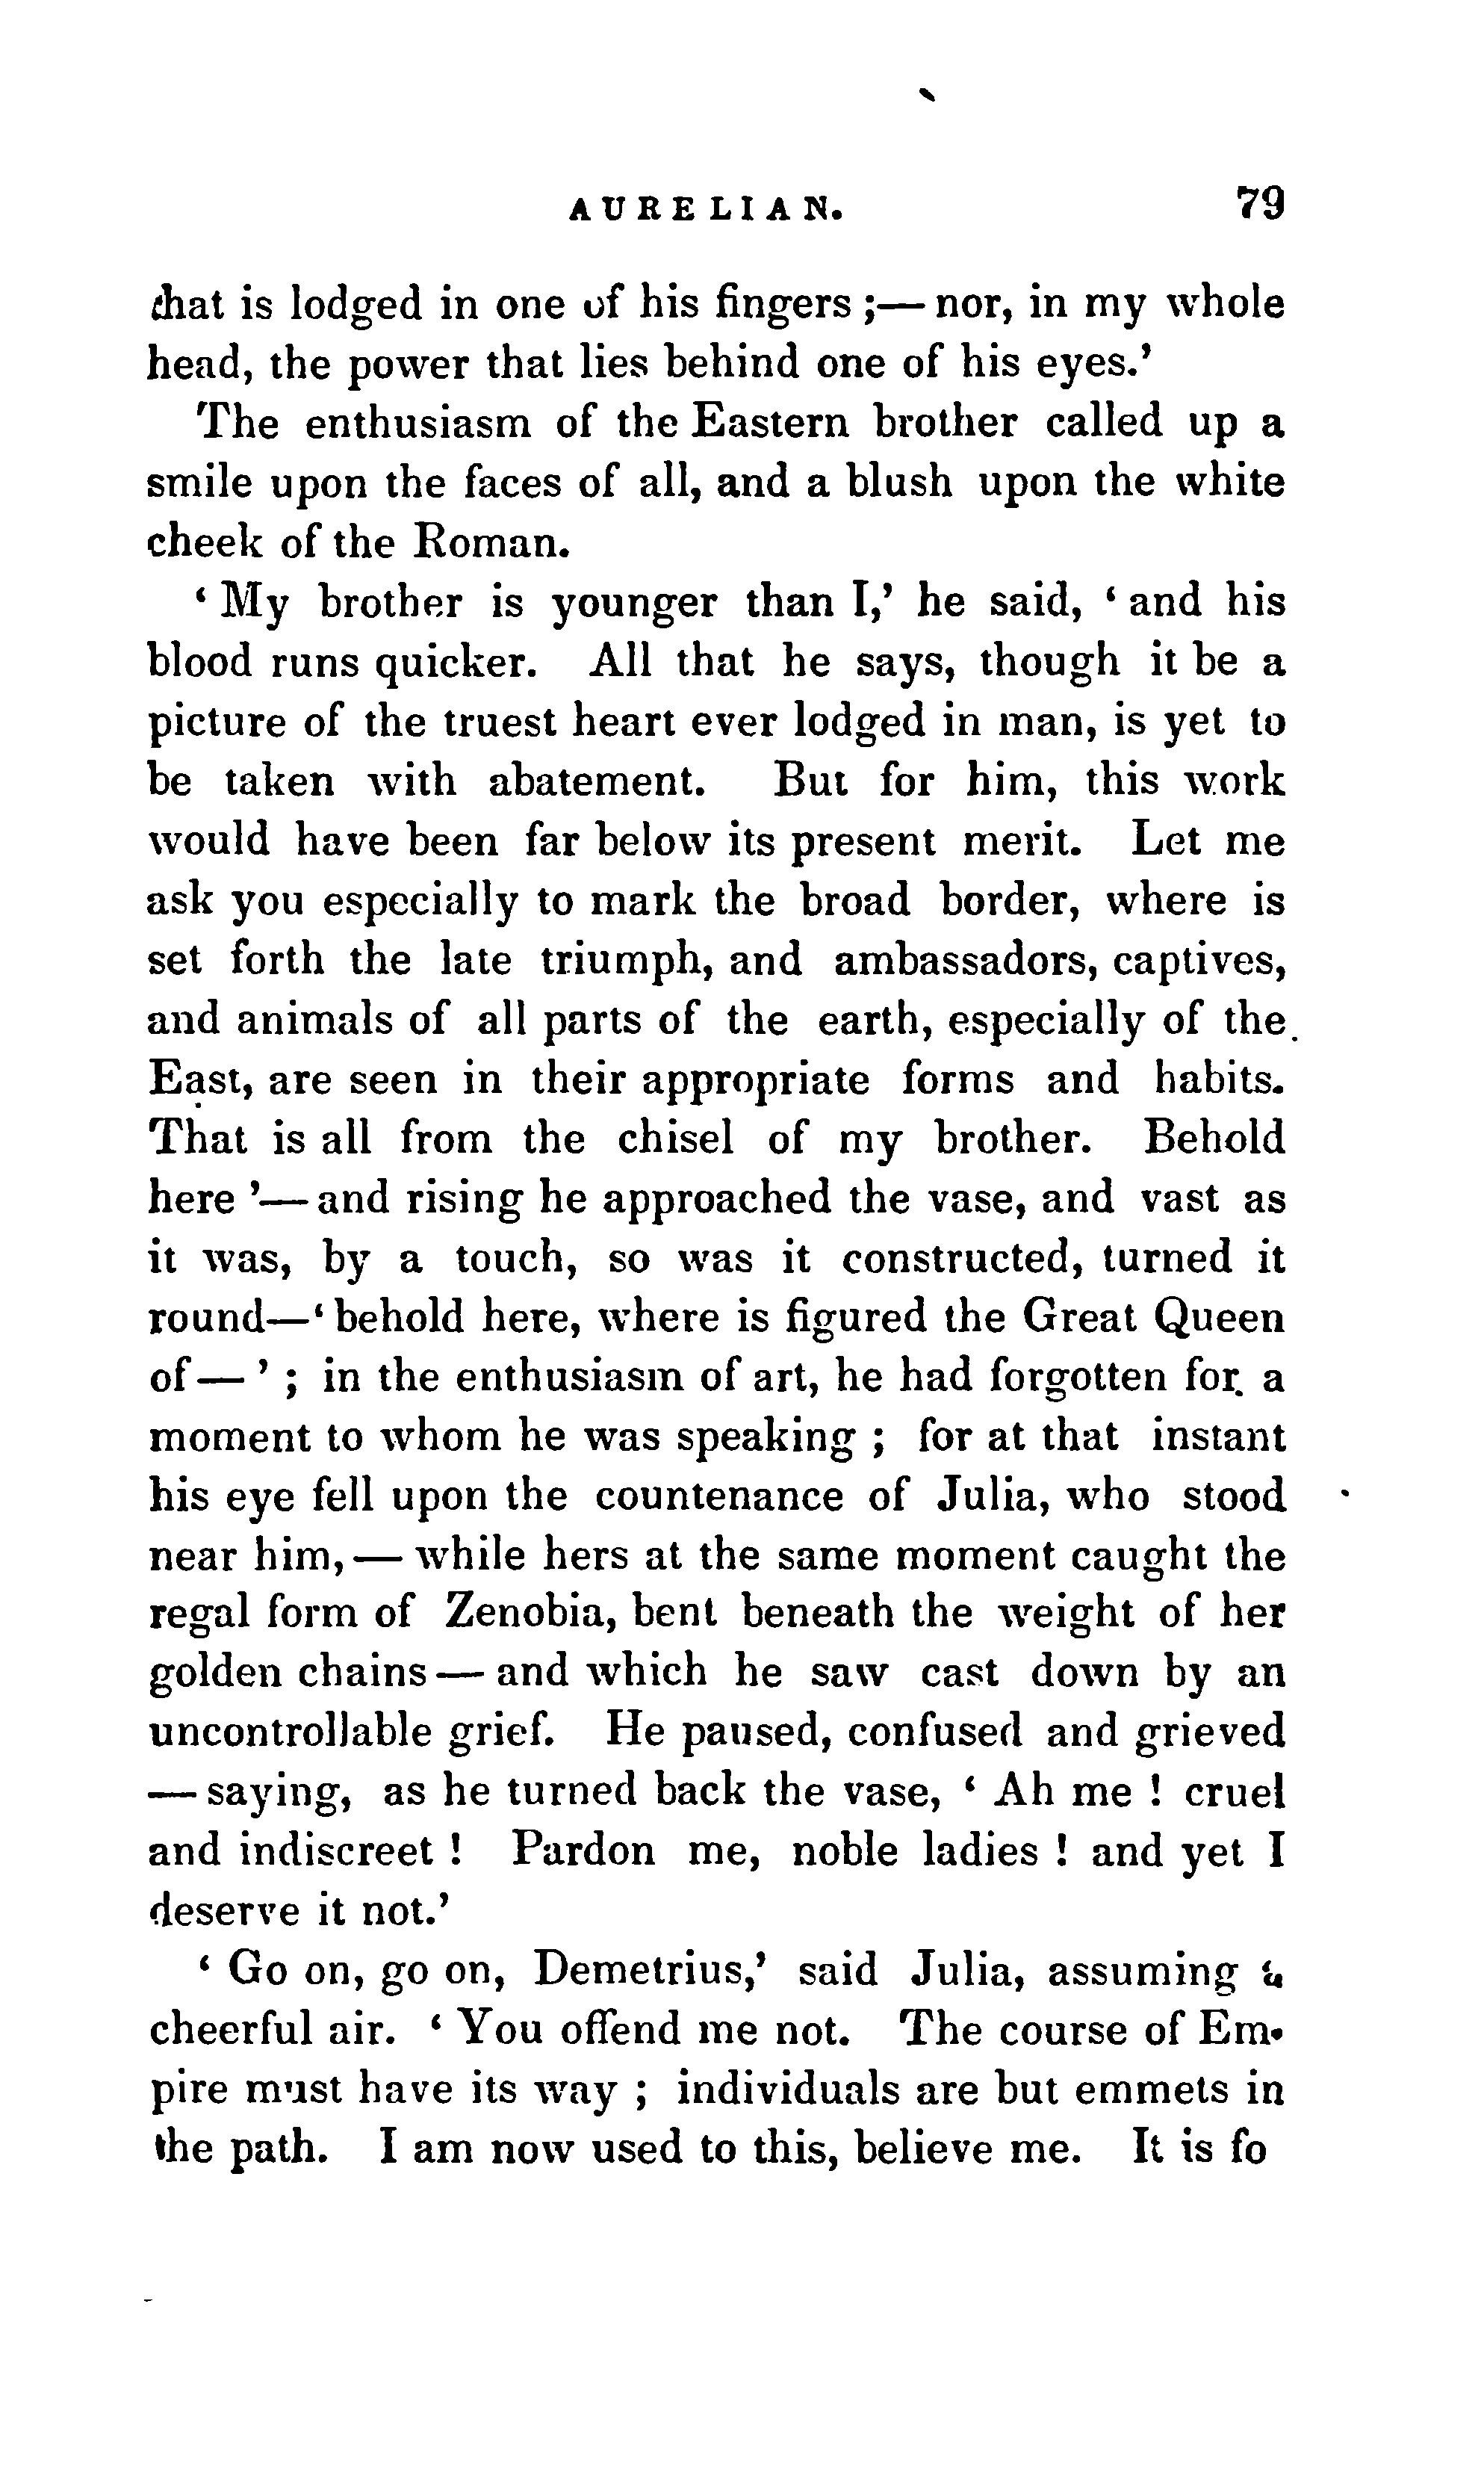 AURELIAN. 79
that is lodged in one of his fingers ;— nor, in my whole
head, the power that lies behind one of his eyes.’
The enthusiasm of the Eastern brother called up a
smile upon the faces of all, and a blush upon the white
cheek of the Roman.
‘ My brother is younger than I,’ he said, ‘ and his
blood runs quicker. All that he says, though it be a
picture of the truest heart ever lodged in man, is yet to
be taken with abatement. But for him, this work
would have been far below its present merit. Let me
ask you especially to mark the broad border, where is
set forth the late triumph, and ambassadors, captives,
and animals of all parts of the earth, especially of the
East, are seen in their appropriate forms and habits.
That is all from the chisel of my brother. Behold
here ’— and rising he approached the vase, and vast as
it was, by a touch, so was it constructed, turned it
round—‘ behold here, where is figured the Great Queen
of — ’ ; in the enthusiasm of art, he had forgotten for a
moment to whom he was speaking ; for at that instant
his eye fell upon the countenance of Julia, who stood
near him, — while hers at the same moment caught the
regal form of Zenobia, bent beneath the weight of her
golden chains — and which he saw cast down by an
uncontrollable grief. He paused, confused and grieved
— saying, as he turned back the vase, ‘ Ah me ! cruel
and indiscreet ! Pardon me, noble ladies ! and yet I
deserve it not.’
‘ Go on, go on, Demetrius,’ said Julia, assuming a
cheerful air. ‘ You offend me not. The course of Em-
pire must have its way ; individuals are but emmets in
the path. I am now used to this, believe me. It is fo